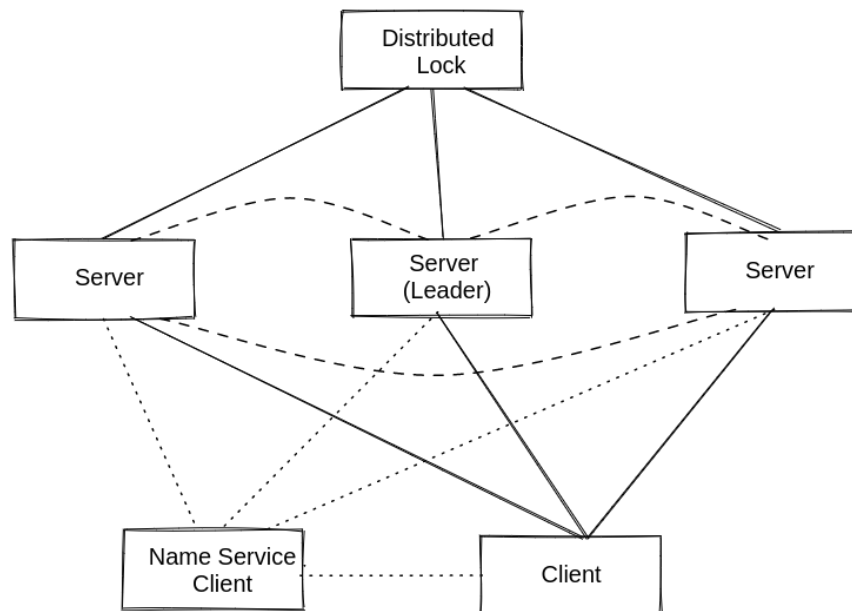 Distributed
Lock
Server
Server
(Leader)
Server
Name Service
Client
Client